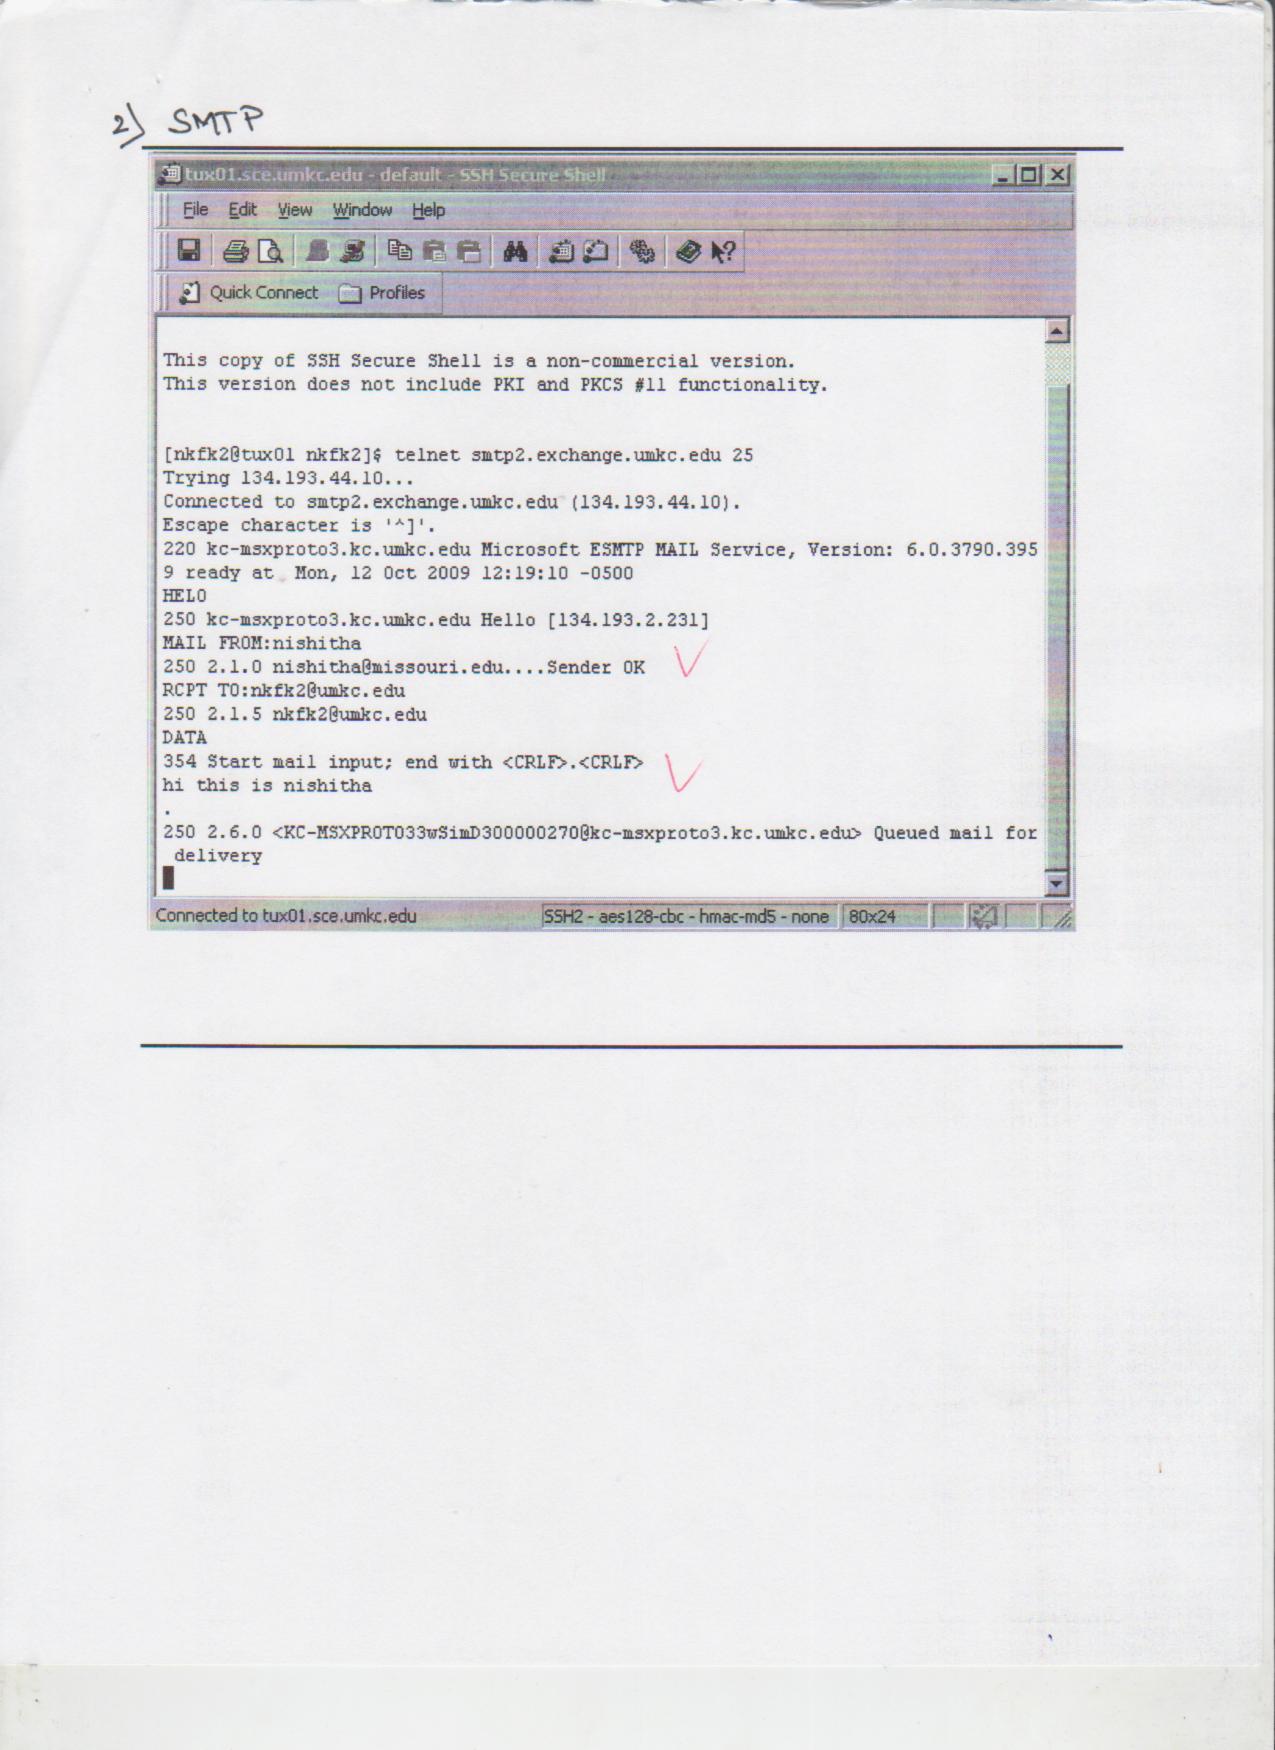 2) SMTP
tux01.sce.umkc.edu - default - SSH Secure Shell
File Edit View Window Help
Quick Connect Profiles
This copy of SSH Secure Shell is a non-commercial version.
This version does not include PKI and PKCS #11 functionality.
[nkfk2@tux01 nkfk2]$ telnet smtp2.exchange.umkc.edu 25
Trying 134.193.44.10...
Connected to smtp2.exchange.umkc.edu (134.193.44.10).
Escape character is '^]'.
220 kc-msxproto3.kc.umkc.edu Microsoft ESMTP MAIL Service, Version: 6.0.3790.395
9 ready at  Mon, 12 Oct 2009 12:19:10 -0500
HELO
250 kc-msxproto3.kc.umkc.edu Hello [134.193.2.231]
MAIL FROM:nishitha
250 2.1.0 nishitha@missouri.edu....Sender OK
RCPT TO:nkfk2@umkc.edu
250 2.1.5 nkfk2@umkc.edu
DATA
354 Start mail input; end with <CRLF>.<CRLF>
hi this is nishitha
.
250 2.6.0 <KC-MSXPROTO33wSimD300000270@kc-msxproto3.kc.umkc.edu> Queued mail for
delivery
Connected to tux01.sce.umkc.edu SSH2 - aes128-cbc - hmac-md5 - none 80x24